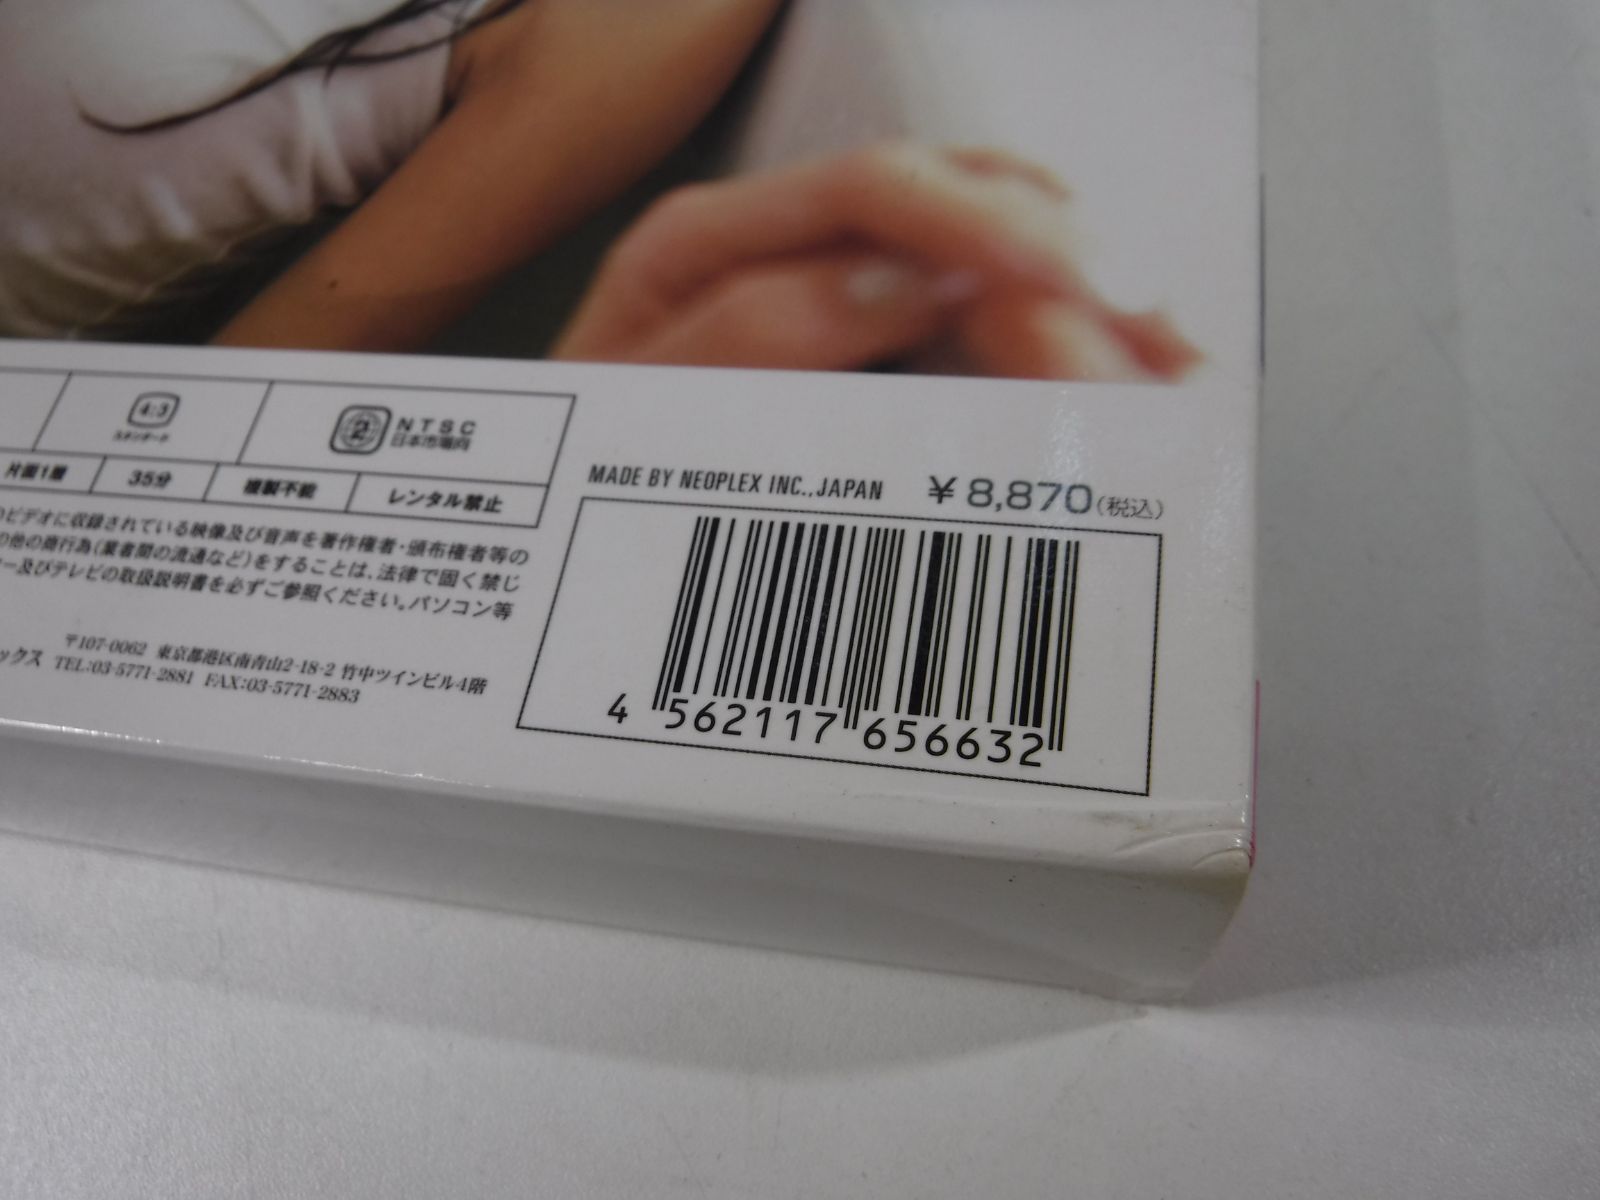 4:3
スタンダード
2
NTSC
日本市場向
片面1層
35分
複製不能
レンタル禁止
MADE BY NEOPLEX INC., JAPAN
¥8,870(税込)
のビデオに収録されている映像及び音声を著作権者・頒布権者等の
の他の商行為(業者間の流通など)をすることは、法律で固く禁じ
ー及びテレビの取扱説明書を必ずご参照ください。パソコン等
〒107-0062 東京都港区南青山2-18-2 竹中ツインビル4階
ックス TEL:03-5771-2881 FAX:03-5771-2883
4 562117 656632